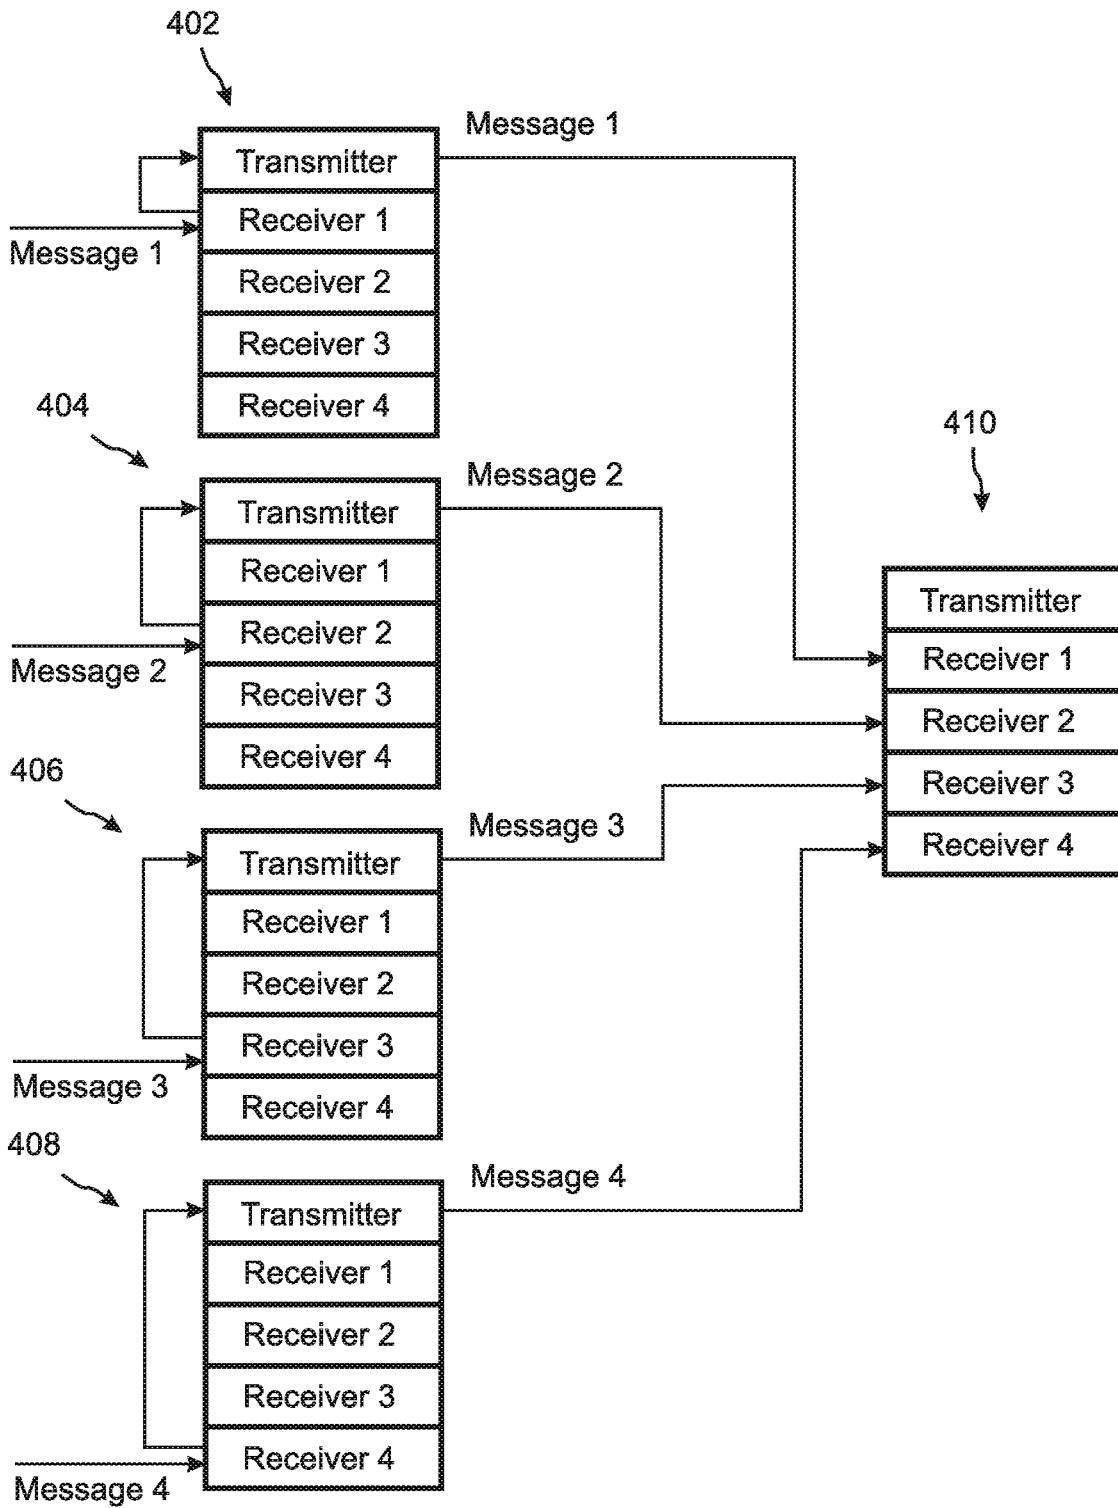 402
Message 1
Transmitter
Receiver 1
Message 1
Receiver 2
Receiver 3
Receiver 4
404
Message 2
Transmitter
Receiver 1
Receiver 2
Message 2
Receiver 3
Receiver 4
406
Message 3
Transmitter
Receiver 1
Receiver 2
Receiver 3
Message 3
Receiver 4
408
Message 4
Transmitter
Receiver 1
Receiver 2
Receiver 3
Receiver 4
Message 4
410
Transmitter
Receiver 1
Receiver 2
Receiver 3
Receiver 4